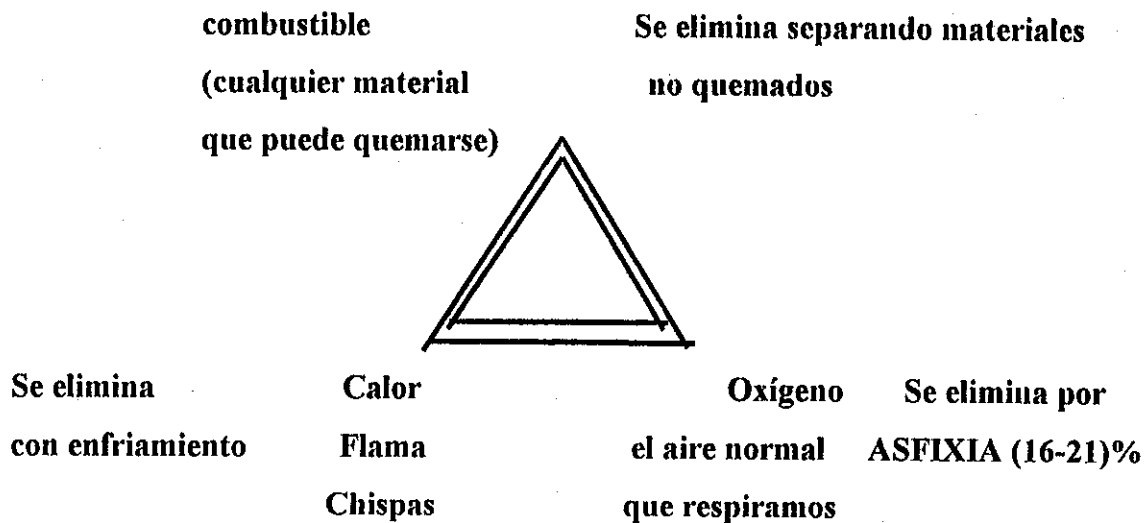 combustible
(cualquier material
que puede quemarse)
Se elimina separando materiales
no quemados
Se elimina
con enfriamiento
Calor
Flama
Chispas
Oxígeno
el aire normal
que respiramos
Se elimina por
ASFIXIA (16-21)%